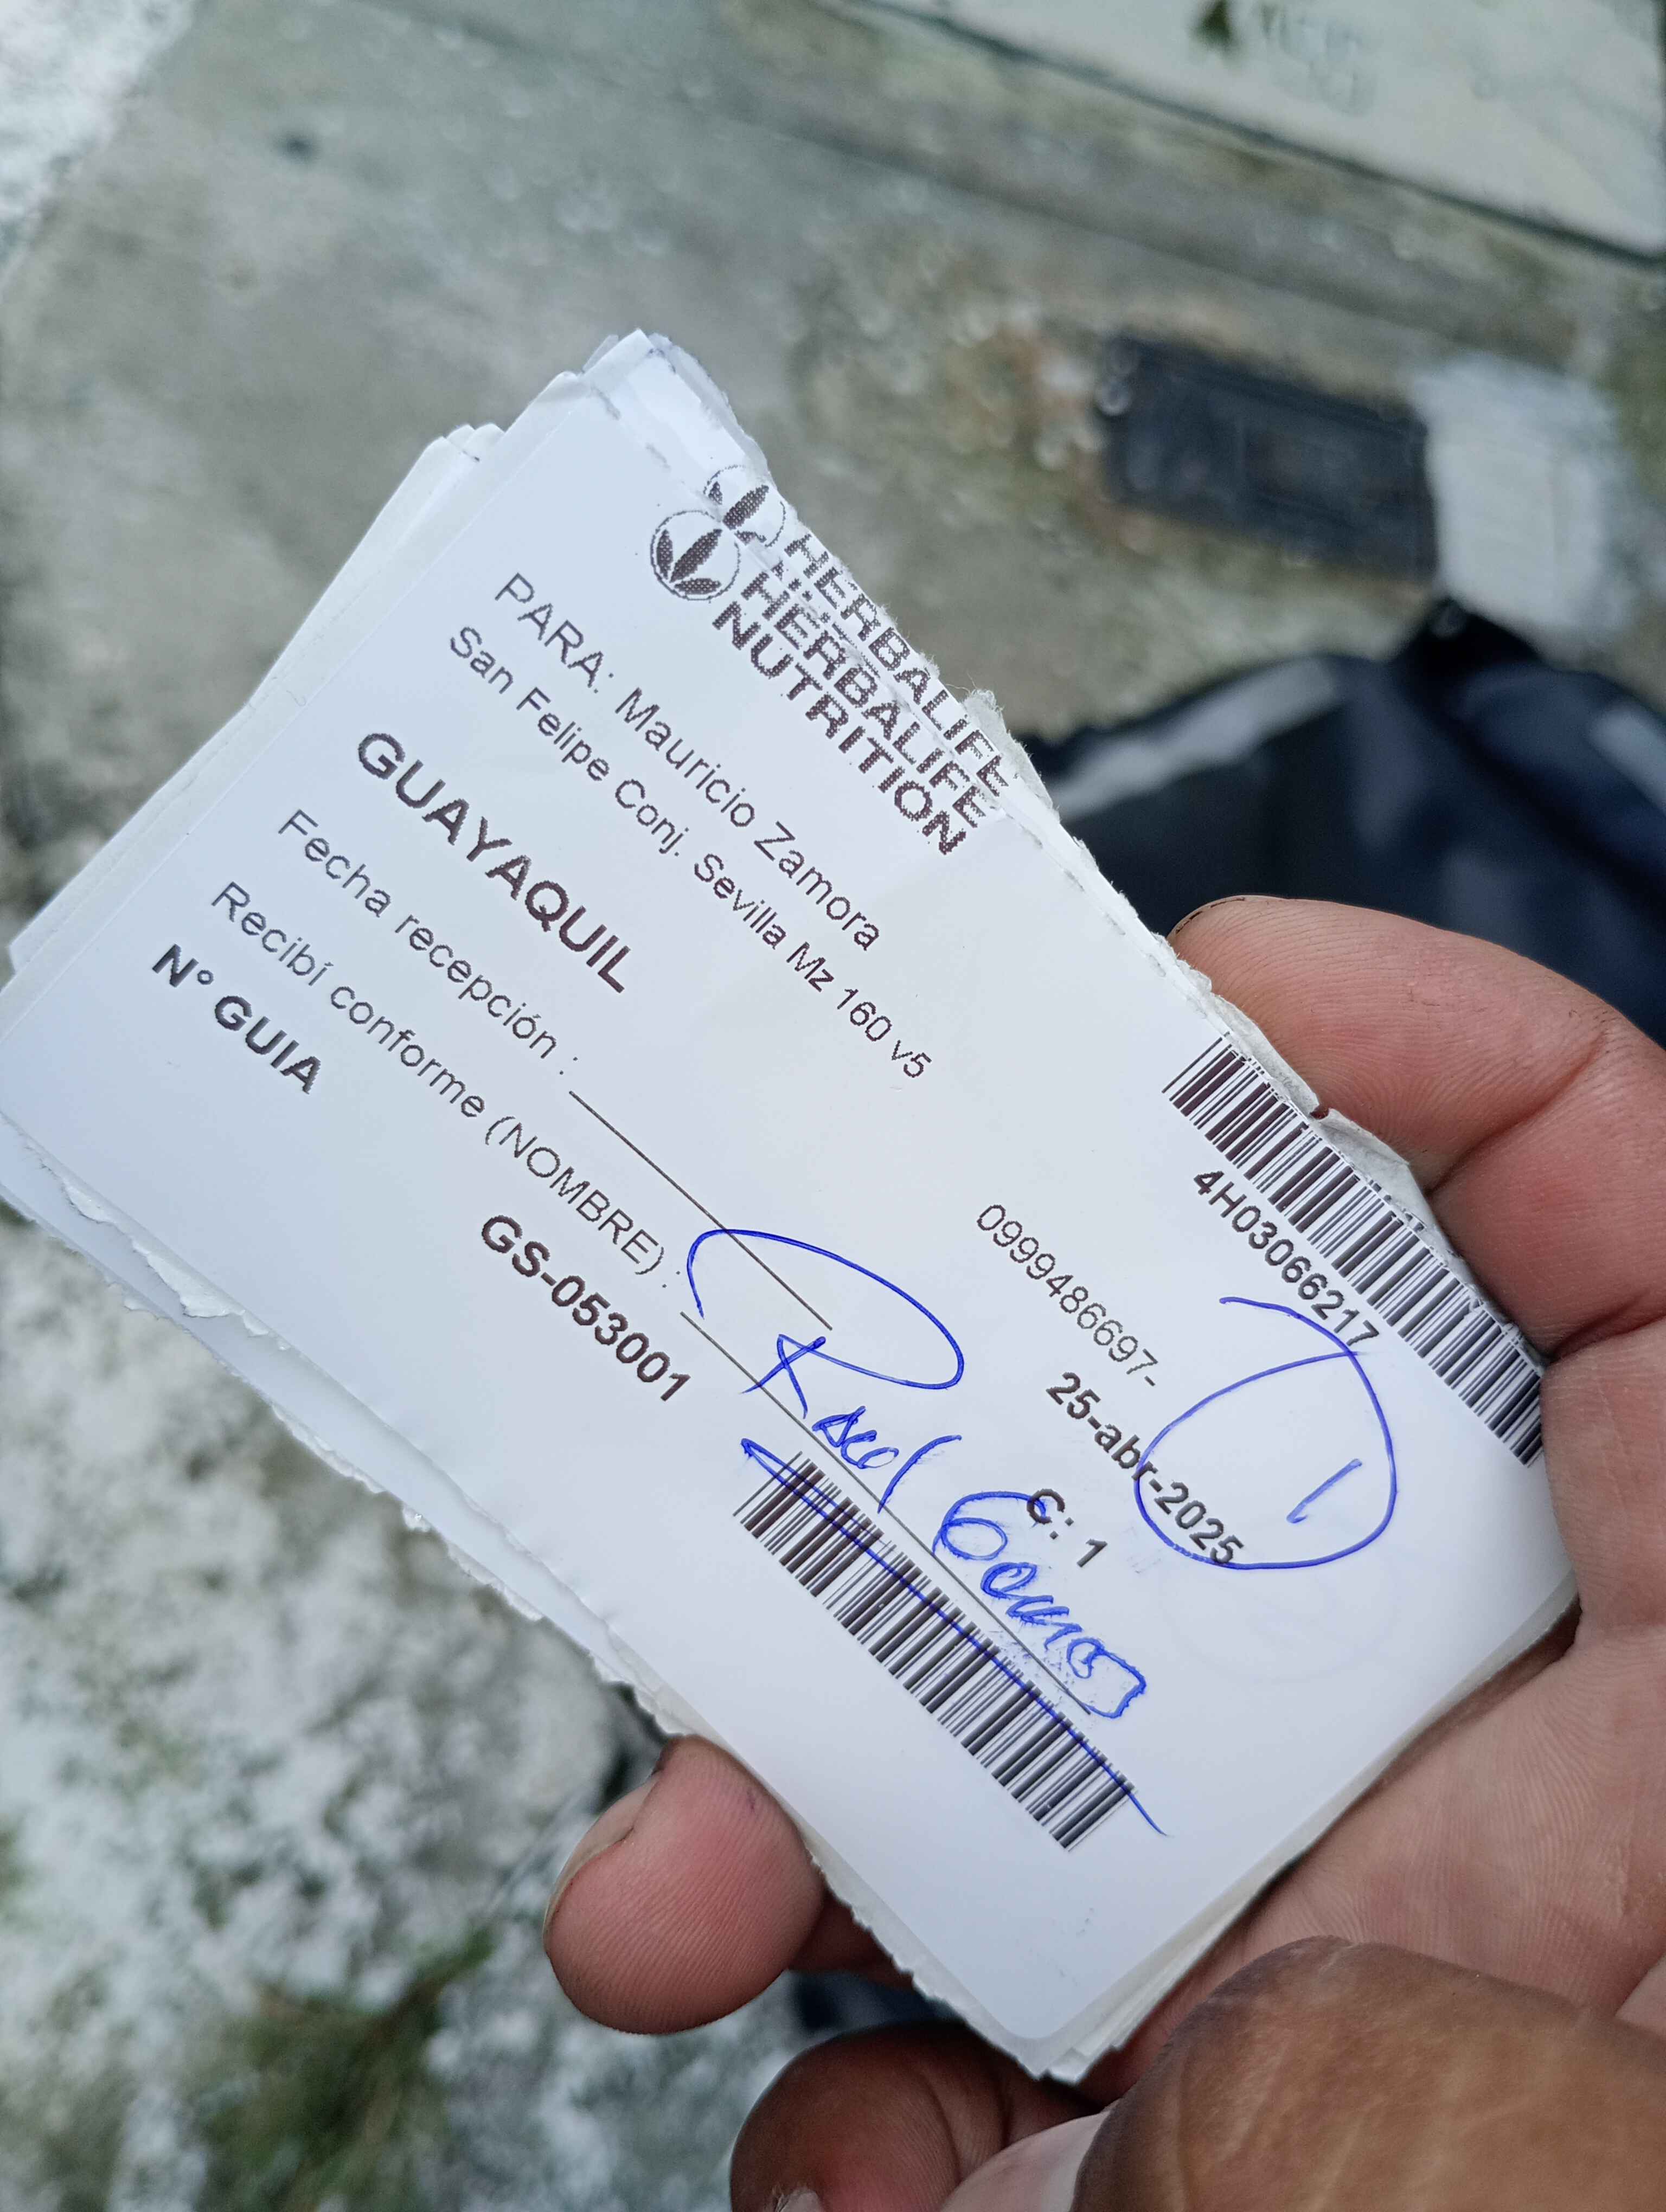 HERBALIFE
HERBALIFE
NUTRITION
4H03066217
PARA: Mauricio Zamora
San Felipe Conj. Sevilla Mz 160 v5
0999486697-
GUAYAQUIL
25-abr-2025
Fecha recepción :
C: 1
Recibí conforme (NOMBRE) :
N° GUIA
GS-053001